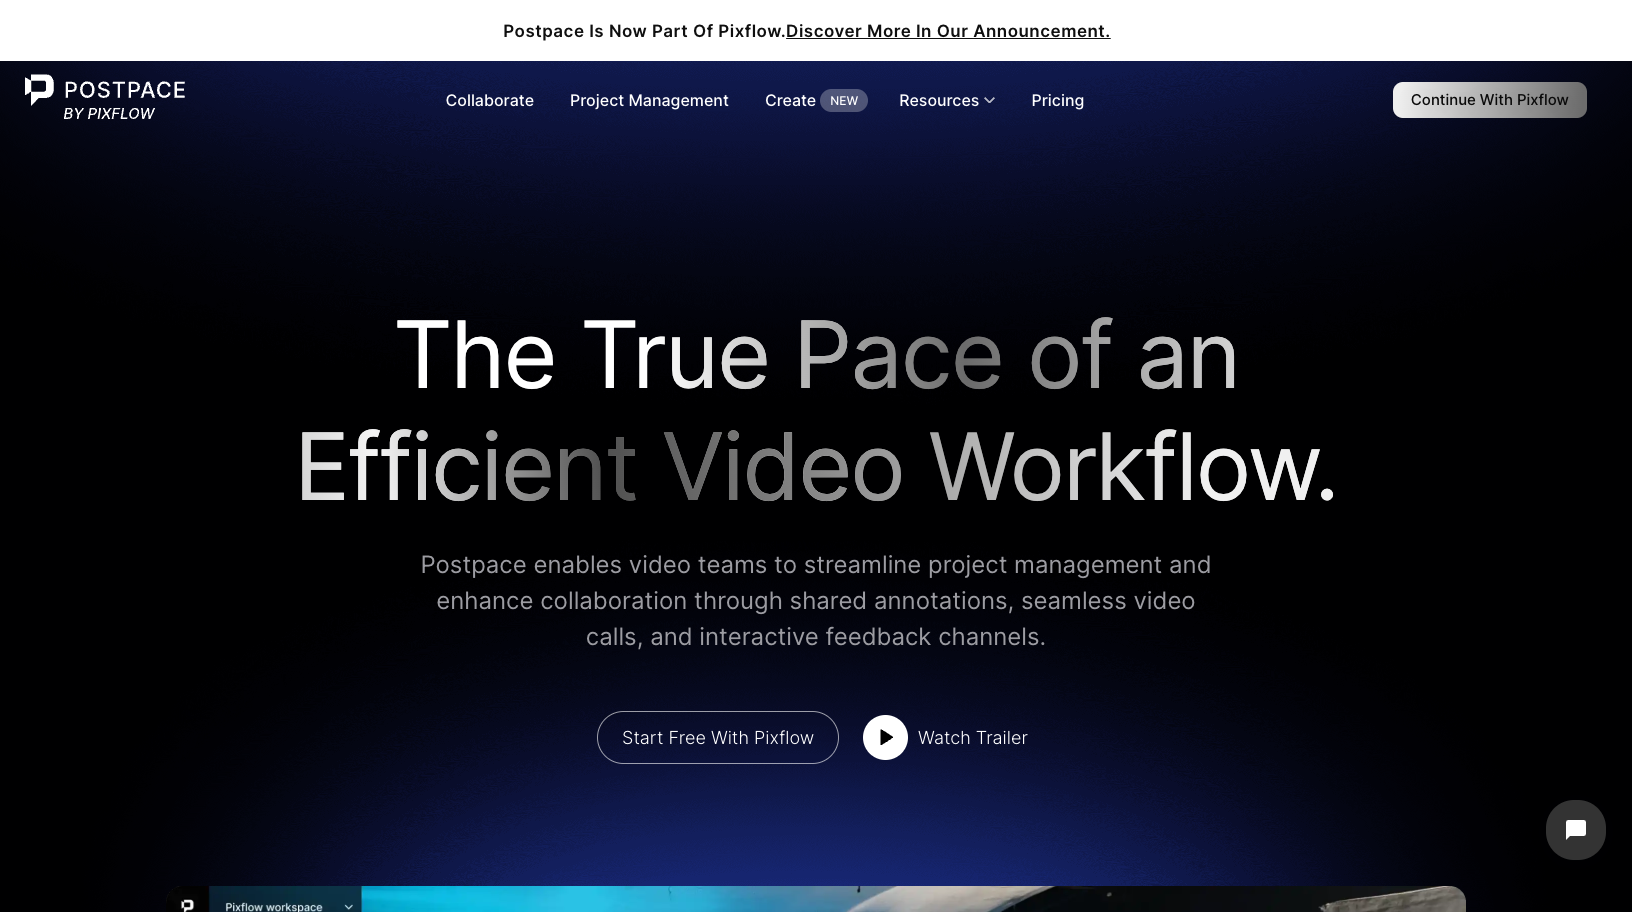 Postpace Is Now Part Of Pixflow.Discover More In Our Announcement.
POSTPACE
BY PIXFLOW
Collaborate
Project Management
Create NEW
Resources
Pricing
Continue With Pixflow
The True Pace of an
Efficient Video Workflow.
Postpace enables video teams to streamline project management and
enhance collaboration through shared annotations, seamless video
calls, and interactive feedback channels.
Start Free With Pixflow
Watch Trailer
Pixflow workspace